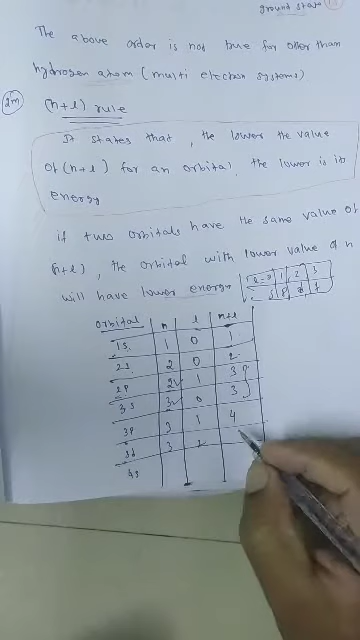 ground state
The above order is not true for other than
hydrogen atom (multi electron systems)
2m (n+l) rule
It states that, the lower the value
of (n+l) for an orbital, the lower is its
energy
if two orbitals have the same value of
(n+l), the orbital with lower value of n
will have lower energy
l=0 1 2 3
s p d f
orbital n l n+l
1s 1 0 1
2s 2 0 2
2p 2 1 3
3s 3 0 3
3p 3 1 4
3d 3 2
4s